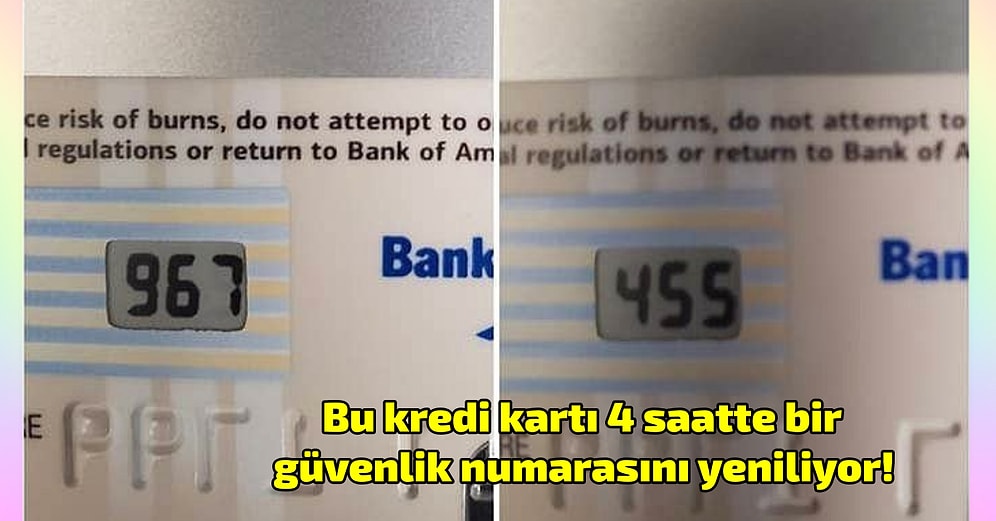 ce risk of burns, do not attempt to o
l regulations or return to Bank of Am
967
Bank
RE
uce risk of burns, do not attempt to
al regulations or return to Bank of A
455
Ban
RE
Bu kredi kartı 4 saatte bir
güvenlik numarasını yeniliyor!